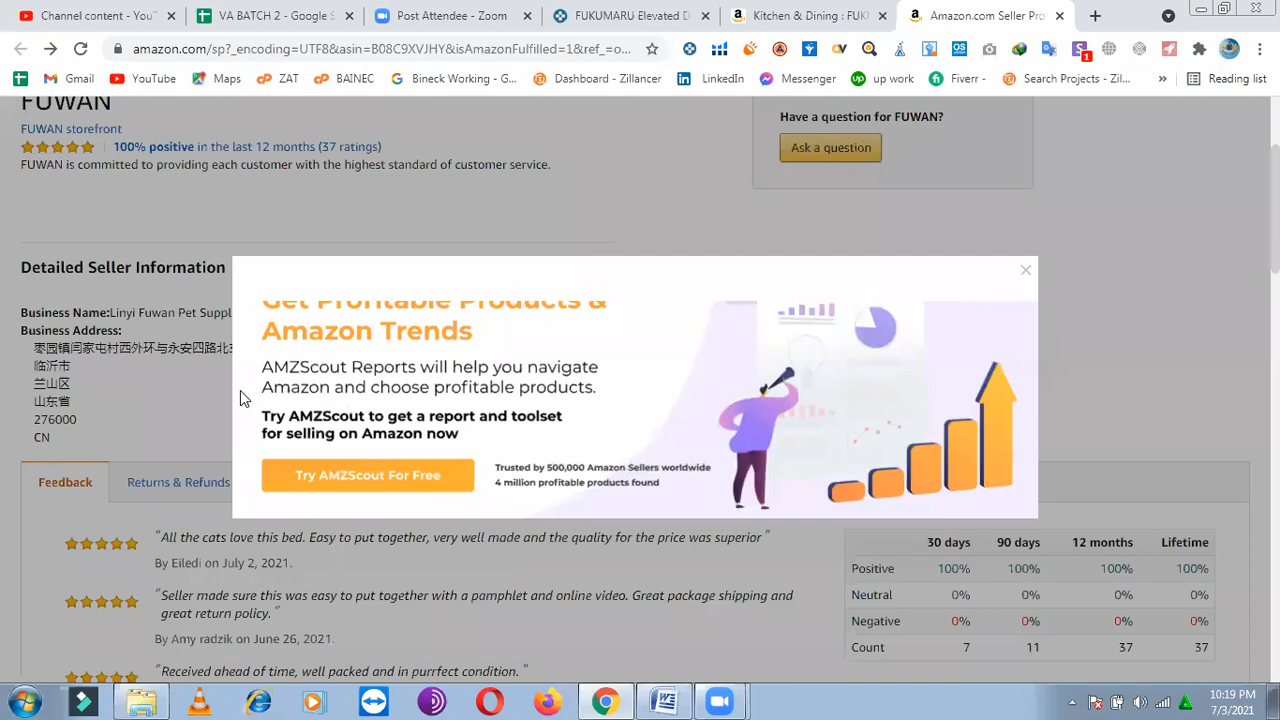 Channel content - YouT
VA BATCH 2 - Google S
Post Attendee - Zoom
FUKUMARU Elevated D
Kitchen & Dining : FUK
Amazon.com Seller Pro
amazon.com/sp?_encoding=UTF8&asin=B08C9XVJHY&isAmazonFulfilled=1&ref_=o...
Gmail
YouTube
Maps
ZAT
BAINEC
Bineck Working - G...
Dashboard - Zillancer
LinkedIn
Messenger
up work
Fiverr -
Search Projects - Zil...
Reading list
FUWAN
FUWAN storefront
100% positive in the last 12 months (37 ratings)
FUWAN is committed to providing each customer with the highest standard of customer service.
Have a question for FUWAN?
Ask a question
Detailed Seller Information
Business Name:Linyi Fuwan Pet Suppl
Business Address:
枣园镇闫家屯村西外环与永安四路北
临沂市
兰山区
山东省
276000
CN
Get Profitable Products &
Amazon Trends
AMZScout Reports will help you navigate
Amazon and choose profitable products.
Try AMZScout to get a report and toolset
for selling on Amazon now
Try AMZScout For Free
Trusted by 500,000 Amazon Sellers worldwide
4 million profitable products found
Feedback
Returns & Refunds
"All the cats love this bed. Easy to put together, very well made and the quality for the price was superior"
By Eiledi on July 2, 2021.
"Seller made sure this was easy to put together with a pamphlet and online video. Great package shipping and
great return policy."
By Amy radzik on June 26, 2021.
"Received ahead of time, well packed and in purrfect condition."
30 days 90 days 12 months Lifetime
Positive 100% 100% 100% 100%
Neutral 0% 0% 0% 0%
Negative 0% 0% 0% 0%
Count 7 11 37 37
10:19 PM
7/3/2021